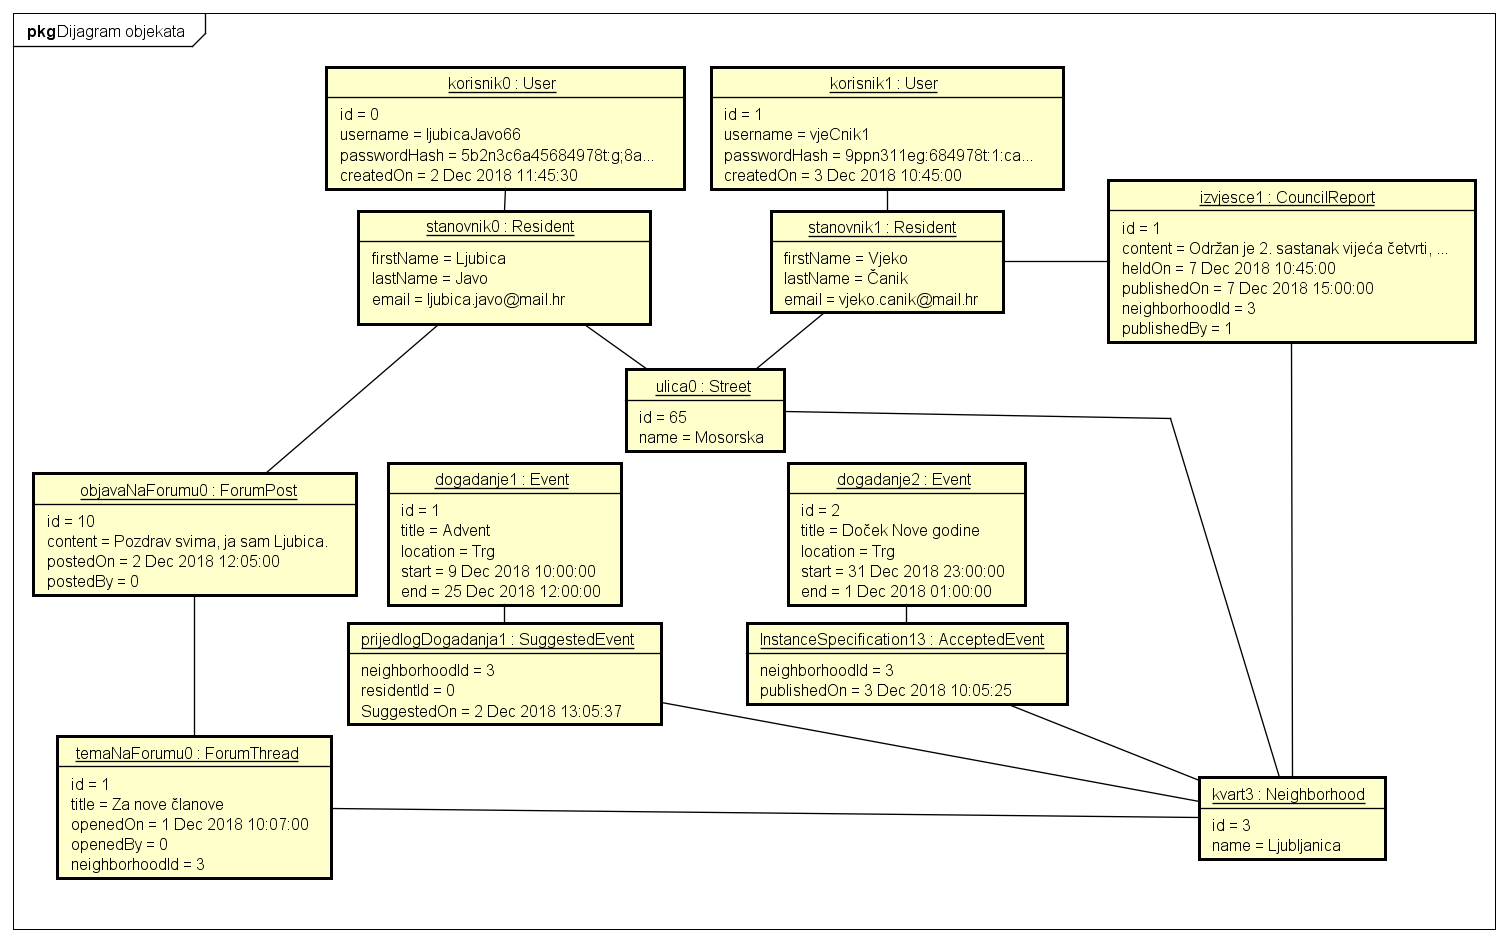 pkg Dijagram objekata
korisnik0 : User
id = 0
username = ljubicaJavo66
passwordHash = 5b2n3c6a45684978t:g;8a...
createdOn = 2 Dec 2018 11:45:30
korisnik1 : User
id = 1
username = vjeCnik1
passwordHash = 9ppn311eg:684978t:1:ca...
createdOn = 3 Dec 2018 10:45:00
izvjesce1 : CouncilReport
id = 1
content = Održan je 2. sastanak vijeća četvrti, ...
heldOn = 7 Dec 2018 10:45:00
publishedOn = 7 Dec 2018 15:00:00
neighborhoodId = 3
publishedBy = 1
stanovnik0 : Resident
firstName = Ljubica
lastName = Javo
email = ljubica.javo@mail.hr
stanovnik1 : Resident
firstName = Vjeko
lastName = Čanik
email = vjeko.canik@mail.hr
ulica0 : Street
id = 65
name = Mosorska
objavaNaForumu0 : ForumPost
id = 10
content = Pozdrav svima, ja sam Ljubica.
postedOn = 2 Dec 2018 12:05:00
postedBy = 0
dogadanje1 : Event
id = 1
title = Advent
location = Trg
start = 9 Dec 2018 10:00:00
end = 25 Dec 2018 12:00:00
dogadanje2 : Event
id = 2
title = Doček Nove godine
location = Trg
start = 31 Dec 2018 23:00:00
end = 1 Dec 2018 01:00:00
prijedlogDogadanja1 : SuggestedEvent
neighborhoodId = 3
residentId = 0
SuggestedOn = 2 Dec 2018 13:05:37
InstanceSpecification13 : AcceptedEvent
neighborhoodId = 3
publishedOn = 3 Dec 2018 10:05:25
temaNaForumu0 : ForumThread
id = 1
title = Za nove članove
openedOn = 1 Dec 2018 10:07:00
openedBy = 0
neighborhoodId = 3
kvart3 : Neighborhood
id = 3
name = Ljubljanica